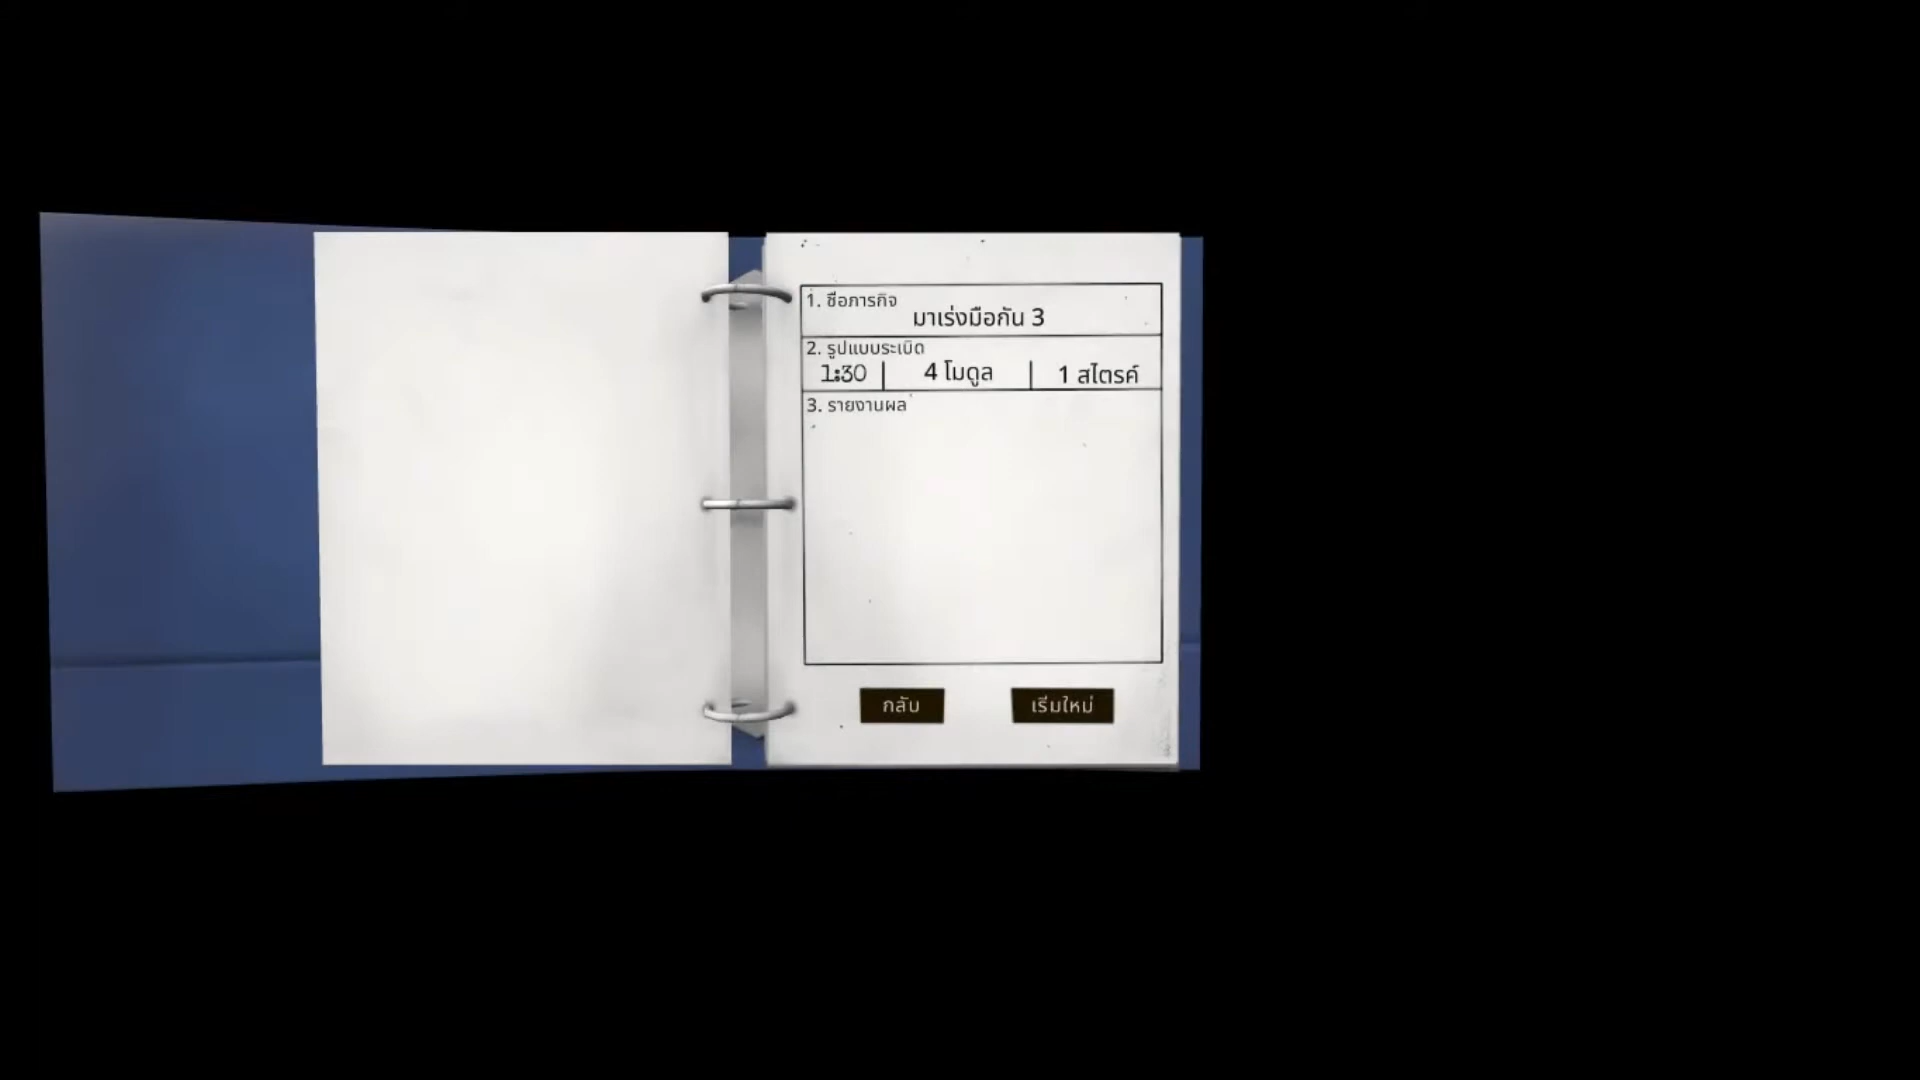 1. ชื่อภารกิจ
มาเร่งมือกัน 3
2. รูปแบบระเบิด
1:30 4 โมดูล 1 สไตรค์
3. รายงานผล
กลับ เริ่มใหม่